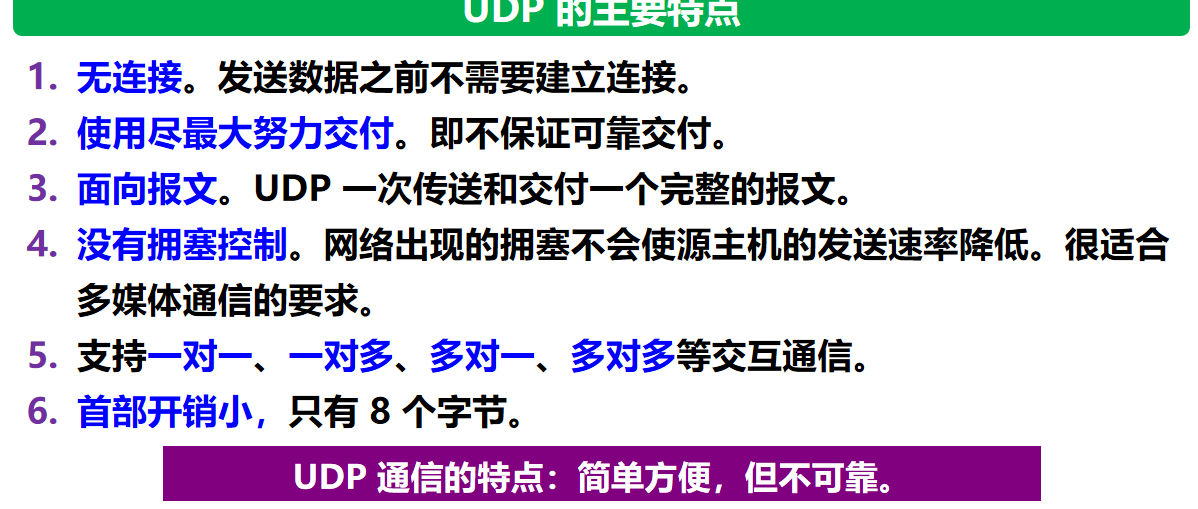 UDP 的主要特点
1. 无连接。发送数据之前不需要建立连接。
2. 使用尽最大努力交付。即不保证可靠交付。
3. 面向报文。UDP 一次传送和交付一个完整的报文。
4. 没有拥塞控制。网络出现的拥塞不会使源主机的发送速率降低。很适合
多媒体通信的要求。
5. 支持一对一、一对多、多对一、多对多等交互通信。
6. 首部开销小，只有 8 个字节。
UDP 通信的特点：简单方便，但不可靠。